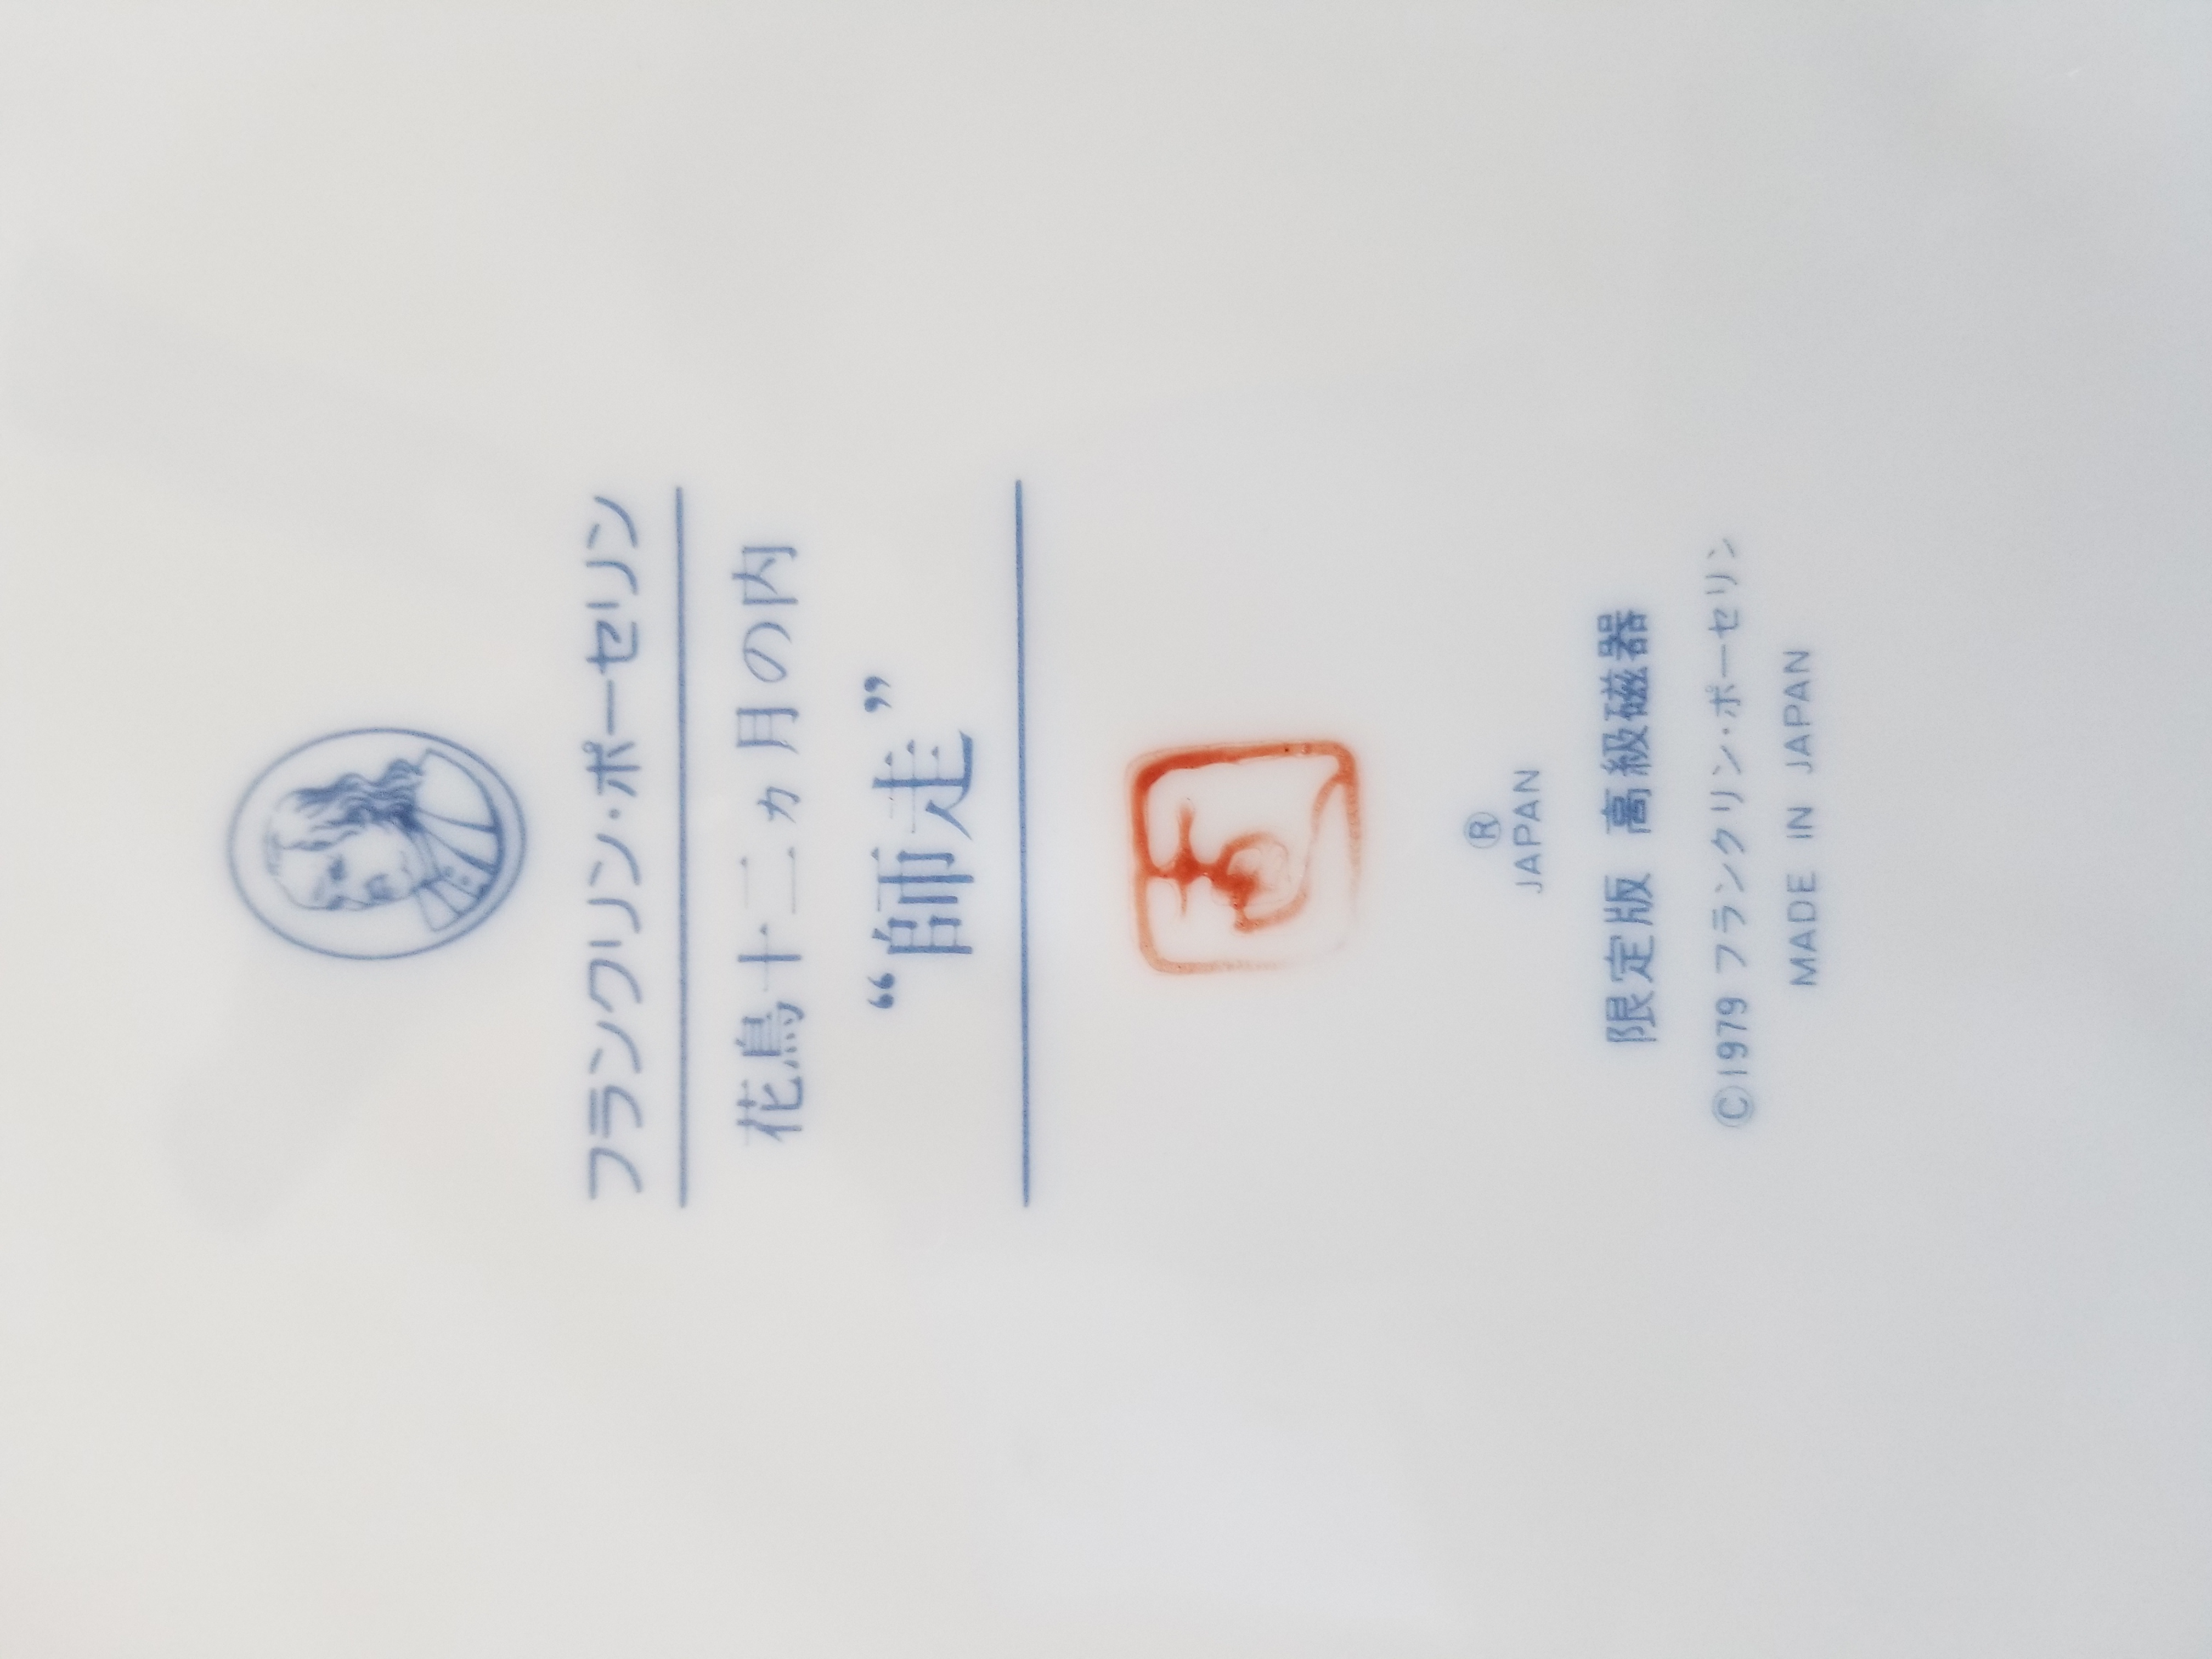 フランクリン・ポーセリン
花鳥十二ヵ月の内
“師走”
®
JAPAN
限定版 高級磁器
©1979 フランクリン・ポーセリン
MADE IN JAPAN